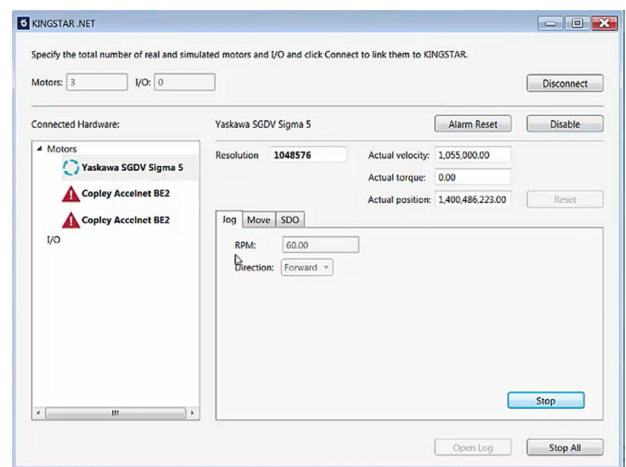 KINGSTAR .NET
Specify the total number of real and simulated motors and I/O and click Connect to link them to KINGSTAR.
Motors: 3 I/O: 0 Disconnect
Connected Hardware: Yaskawa SGDV Sigma 5 Alarm Reset Disable
Motors
Yaskawa SGDV Sigma 5
Copley Accelnet BE2
Copley Accelnet BE2
I/O
Resolution 1048576 Actual velocity: 1,055,000.00
Actual torque: 0.00
Actual position: 1,400,486,223.00 Reset
Jog Move SDO
RPM: 60.00
Direction: Forward
Stop
Open Log Stop All